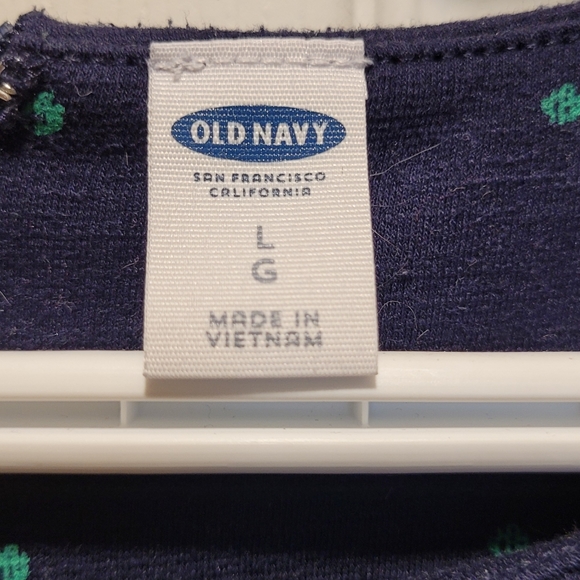 OLD NAVY
SAN FRANCISCO
CALIFORNIA
L
G
MADE IN
VIETNAM